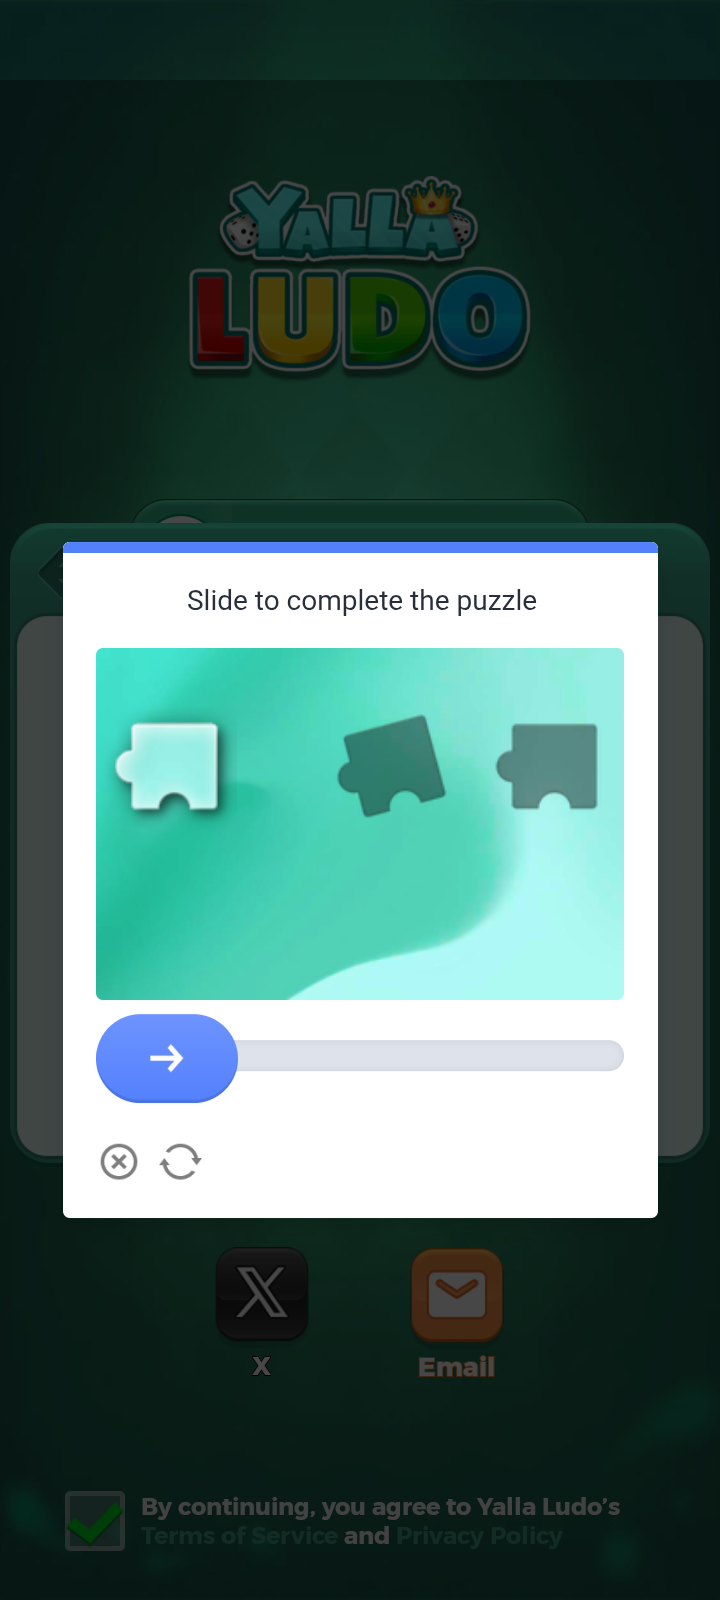 YALLA
LUDO
Slide to complete the puzzle
X
Email
By continuing, you agree to Yalla Ludo's
Terms of Service and Privacy Policy